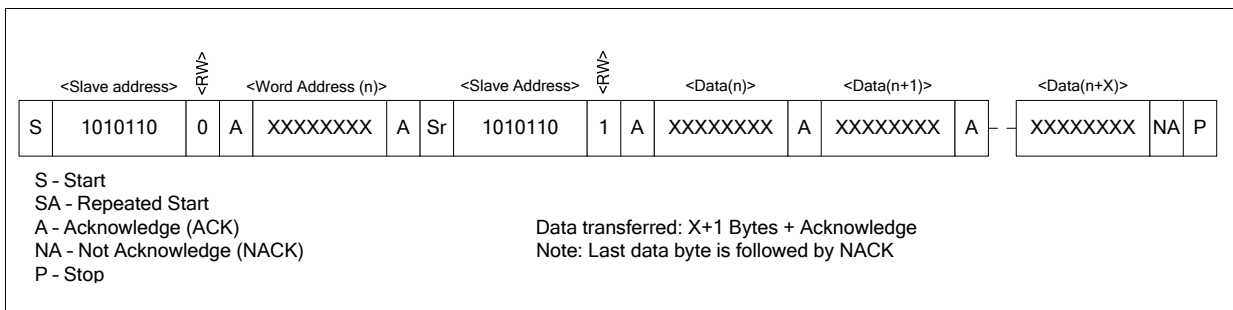 <Slave address> <RW> <Word Address (n)> <Slave Address> <RW> <Data(n)> <Data(n+1)> <Data(n+X)>
S 1010110 0 A XXXXXXXX A Sr 1010110 1 A XXXXXXXX A XXXXXXXX A XXXXXXXX NA P
S - Start
SA - Repeated Start
A - Acknowledge (ACK) Data transferred: X+1 Bytes + Acknowledge
NA - Not Acknowledge (NACK) Note: Last data byte is followed by NACK
P - Stop